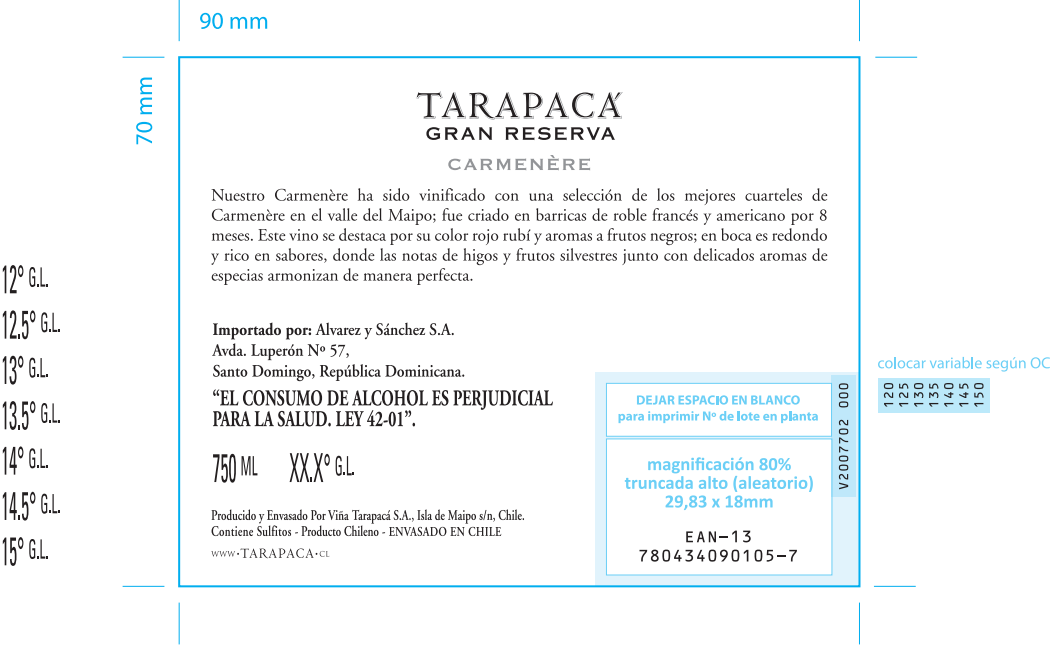 90 mm
70 mm
TARAPACÁ
GRAN RESERVA
CARMENÈRE
Nuestro Carmenère ha sido vinificado con una selección de los mejores cuarteles de
Carmenère en el valle del Maipo; fue criado en barricas de roble francés y americano por 8
meses. Este vino se destaca por su color rojo rubí y aromas a frutos negros; en boca es redondo
y rico en sabores, donde las notas de higos y frutos silvestres junto con delicados aromas de
especias armonizan de manera perfecta.
12° G.L.
12.5° G.L.
13° G.L.
13.5° G.L.
14° G.L.
14.5° G.L.
15° G.L.
Importado por: Alvarez y Sánchez S.A.
Avda. Luperón Nº 57,
Santo Domingo, República Dominicana.
“EL CONSUMO DE ALCOHOL ES PERJUDICIAL
PARA LA SALUD. LEY 42-01”.
750 ML XX.X° G.L.
Producido y Envasado Por Viña Tarapacá S.A., Isla de Maipo s/n, Chile.
Contiene Sulfitos - Producto Chileno - ENVASADO EN CHILE
WWW•TARAPACA•CL
DEJAR ESPACIO EN BLANCO
para imprimir Nº de lote en planta
magnificación 80%
truncada alto (aleatorio)
29,83 x 18mm
EAN-13
780434090105-7
V2007702 000
colocar variable según OC
120
125
130
135
140
145
150